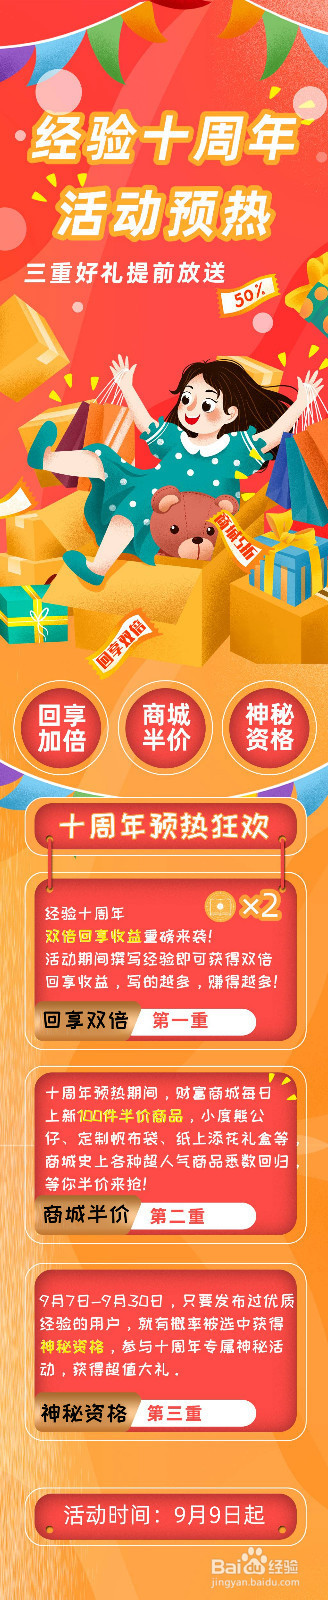 经验十周年
活动预热
三重好礼提前放送
50%
商城5折
回享双倍
回享
加倍
商城
半价
神秘
资格
十周年预热狂欢
×2
经验十周年
双倍回享收益重磅来袭!
活动期间撰写经验即可获得双倍
回享收益，写的越多，赚得越多!
回享双倍 第一重
十周年预热期间，财富商城每日
上新100件半价商品，小度熊公
仔、定制帆布袋、纸上添花礼盒等，
商城史上各种超人气商品悉数回归，
等你半价来抢!
商城半价 第二重
9月7日-9月30日，只要发布过优质
经验的用户，就有概率被选中获得
神秘资格，参与十周年专属神秘活
动，获得超值大礼。
神秘资格 第三重
活动时间：9月9日起
Baidu经验
jingyan.baidu.com